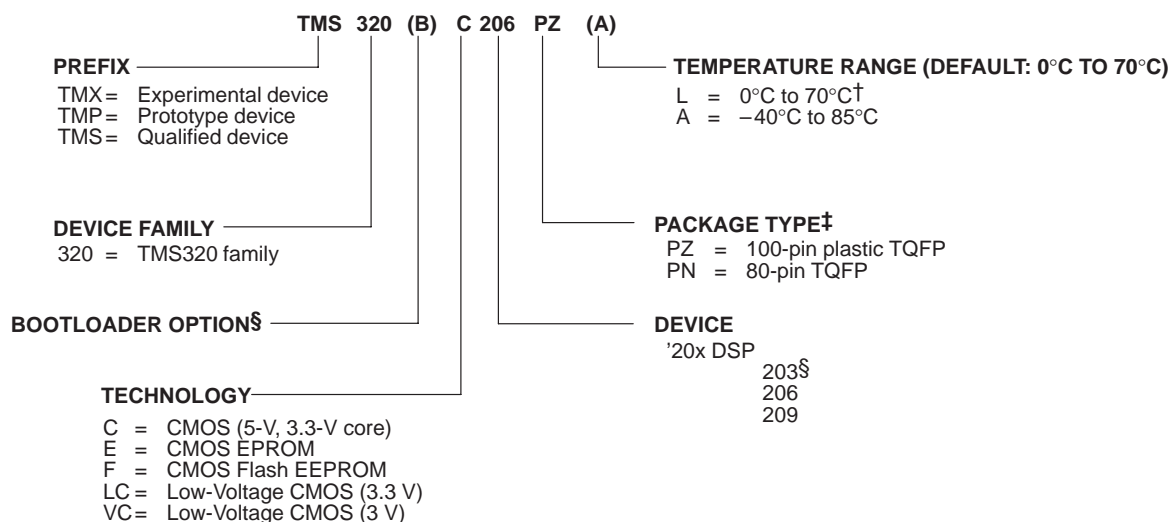 TMS 320 (B) C 206 PZ (A)
PREFIX
TMX = Experimental device
TMP = Prototype device
TMS = Qualified device
TEMPERATURE RANGE (DEFAULT: 0°C TO 70°C)
L = 0°C to 70°C†
A = –40°C to 85°C
DEVICE FAMILY
320 = TMS320 family
PACKAGE TYPE‡
PZ = 100-pin plastic TQFP
PN = 80-pin TQFP
BOOTLOADER OPTION§
DEVICE
’20x DSP
203§
206
209
TECHNOLOGY
C = CMOS (5-V, 3.3-V core)
E = CMOS EPROM
F = CMOS Flash EEPROM
LC = Low-Voltage CMOS (3.3 V)
VC = Low-Voltage CMOS (3 V)